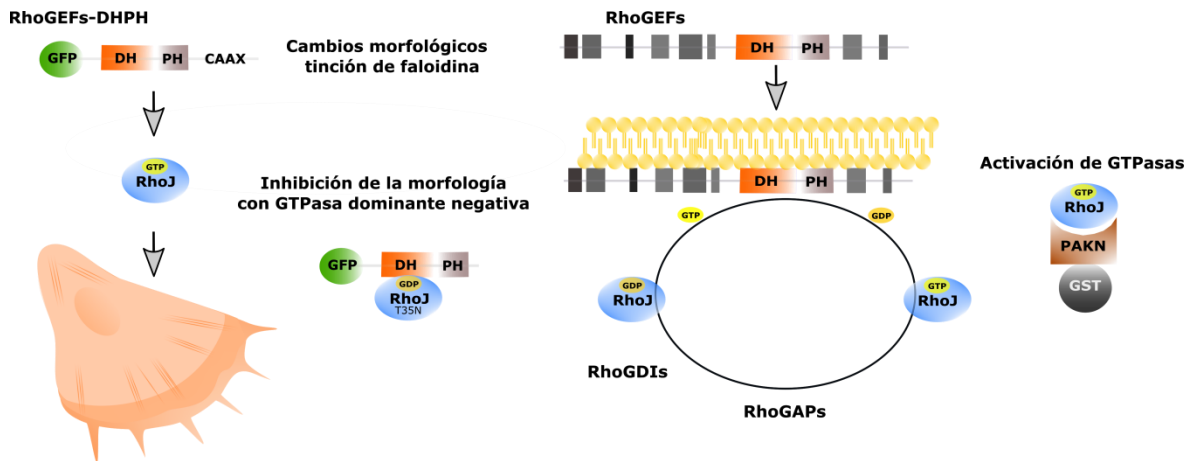 RhoGEFs-DHPH
GFP
DH
PH
CAAX
Cambios morfológicos
tinción de faloidina
GTP
RhoJ
Inhibición de la morfología
con GTPasa dominante negativa
GFP
DH
PH
GDP
RhoJ
T35N
RhoGEFs
DH
PH
DH
PH
GTP
GDP
GDP
RhoJ
GTP
RhoJ
RhoGDIs
RhoGAPs
Activación de GTPasas
GTP
RhoJ
PAKN
GST